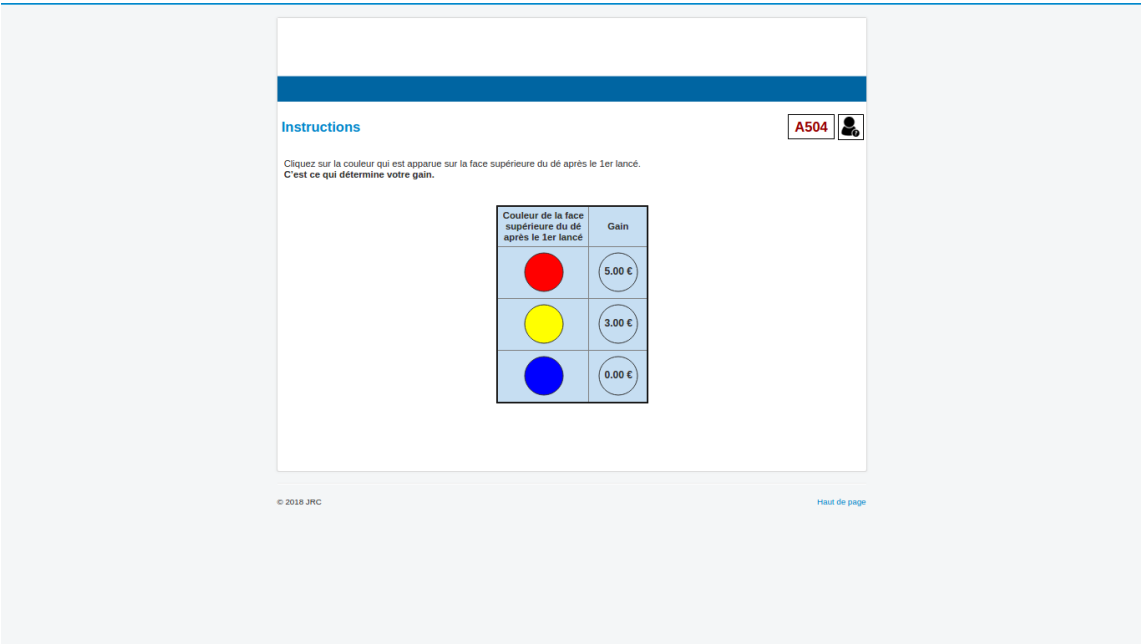 Instructions
A504
Cliquez sur la couleur qui est apparue sur la face supérieure du dé après le 1er lancé.
C'est ce qui détermine votre gain.
Couleur de la face
supérieure du dé
après le 1er lancé
Gain
5.00 €
3.00 €
0.00 €
© 2018 JRC
Haut de page